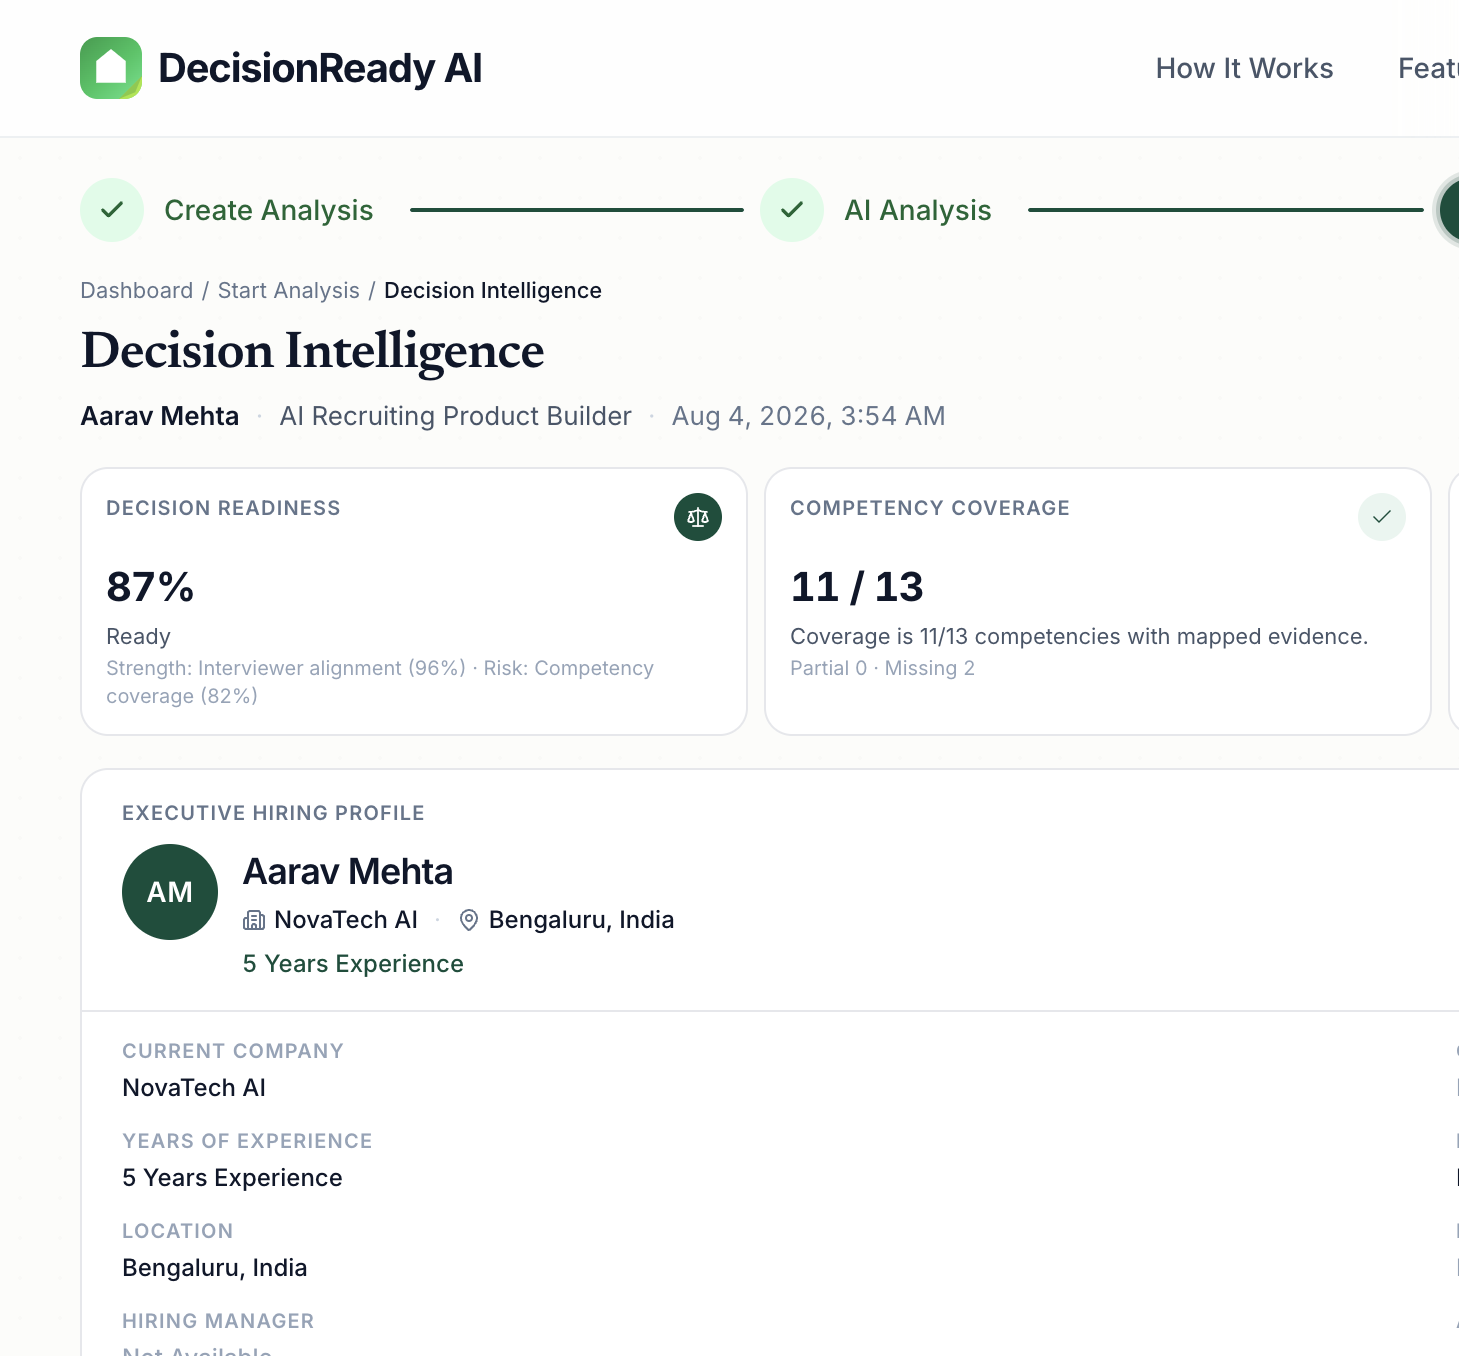 DecisionReady AI
How It Works
Create Analysis
AI Analysis
Dashboard / Start Analysis / Decision Intelligence
Decision Intelligence
Aarav Mehta · AI Recruiting Product Builder · Aug 4, 2026, 3:54 AM
DECISION READINESS
87%
Ready
Strength: Interviewer alignment (96%) · Risk: Competency
coverage (82%)
COMPETENCY COVERAGE
11 / 13
Coverage is 11/13 competencies with mapped evidence.
Partial 0 · Missing 2
EXECUTIVE HIRING PROFILE
AM
Aarav Mehta
NovaTech AI · Bengaluru, India
5 Years Experience
CURRENT COMPANY
NovaTech AI
YEARS OF EXPERIENCE
5 Years Experience
LOCATION
Bengaluru, India
HIRING MANAGER
Not Available